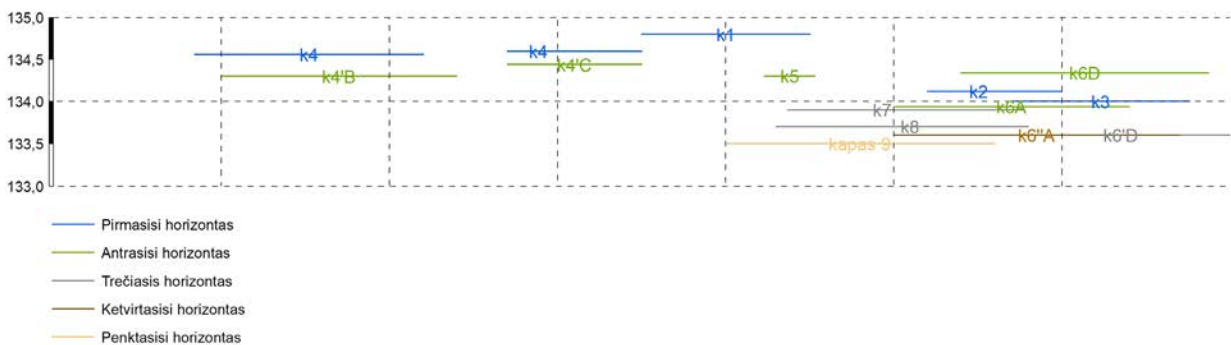 135,0
k1
k4
k4
134,5
k4'C
k4'B
k5
k6D
k2
134,0
k3
k7
k6A
k8
k6"A
k6'D
133,5
kapas 9
133,0
Pirmasisi horizontas
Antrasisi horizontas
Trečiasis horizontas
Ketvirtasisi horizontas
Penktasisi horizontas